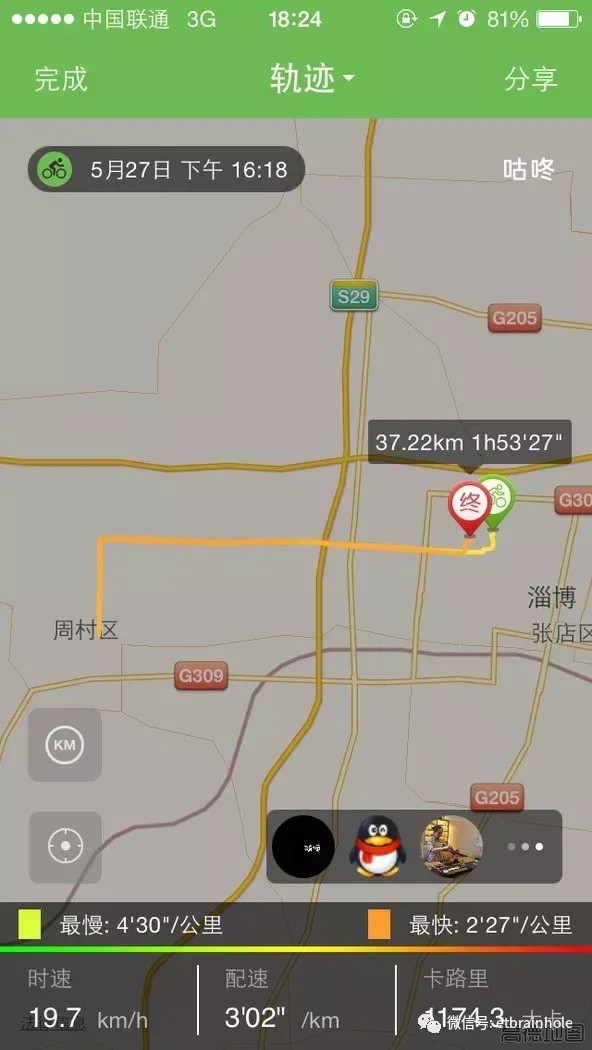 中国联通 3G 18:24 81%
完成 轨迹 分享
5月27日 下午 16:18 咕咚
S29
G205
37.22km 1h53'27"
终
G30
淄博
周村区
张店区
G309
KM
G205
最慢: 4'30"/公里 最快: 2'27"/公里
时速 配速 卡路里
19.7 km/h 3'02" /km 1174.3 大卡
微信号: etbrainhole
高德地图